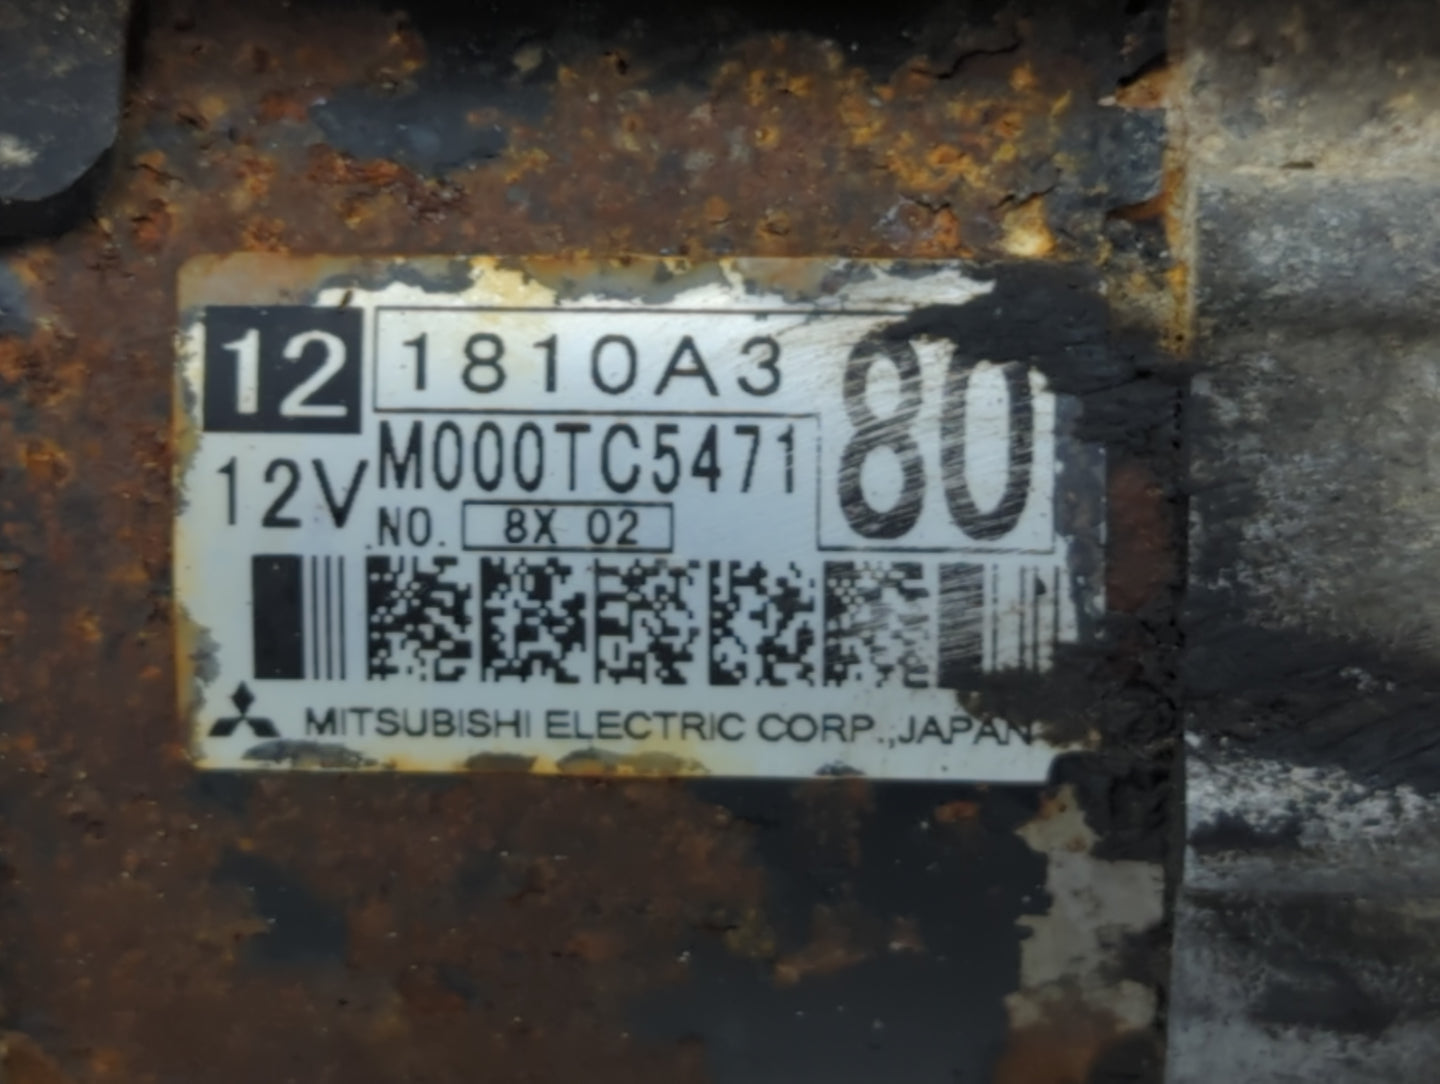 12 1810A3 80
12V M000TC5471
NO. 8X 02
MITSUBISHI ELECTRIC CORP.,JAPAN